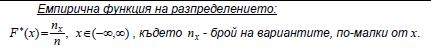 Емпирична функция на разпределението:
F*(x)=nₓ/n, x∈(-∞,∞), където nₓ - брой на вариантите, по-малки от x.